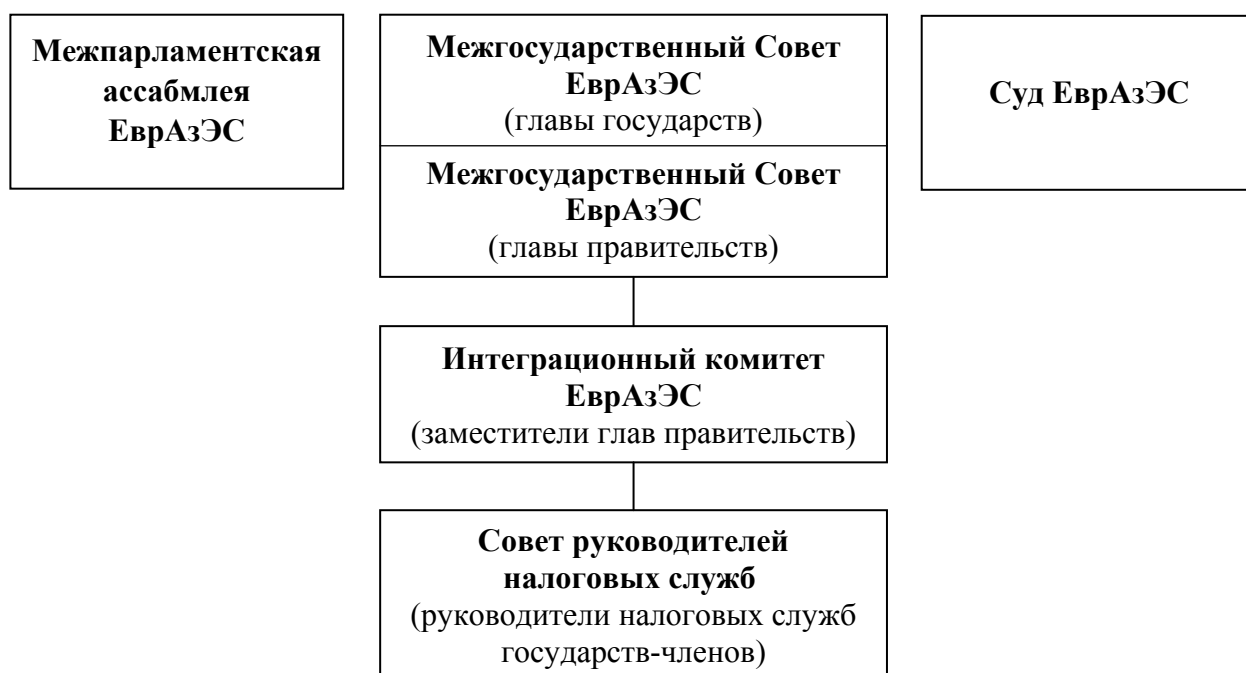 Межпарламентская
ассабмлея
ЕврАзЭС
Межгосударственный Совет
ЕврАзЭС
(главы государств)
Межгосударственный Совет
ЕврАзЭС
(главы правительств)
Суд ЕврАзЭС
Интеграционный комитет
ЕврАзЭС
(заместители глав правительств)
Совет руководителей
налоговых служб
(руководители налоговых служб
государств-членов)